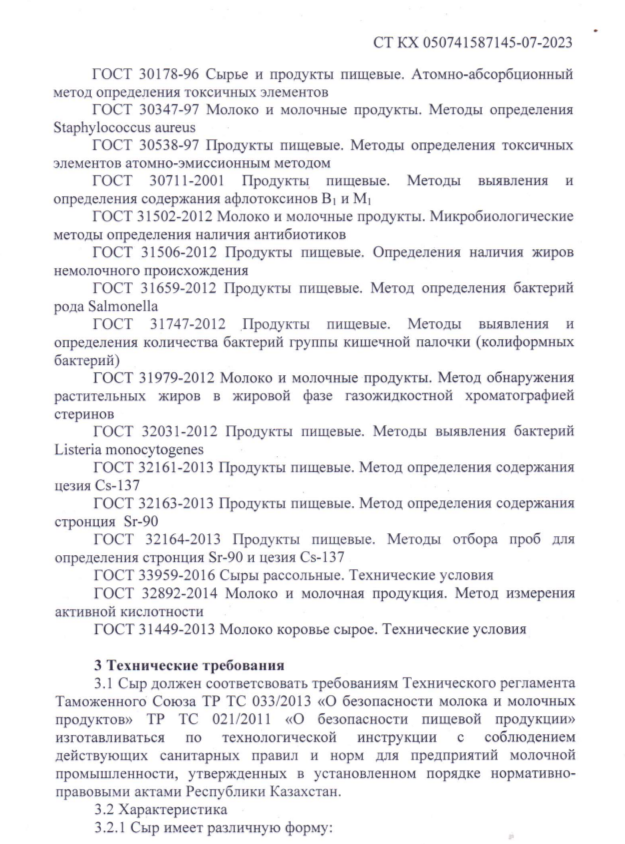 СТ КХ 050741587145-07-2023
ГОСТ 30178-96 Сырье и продукты пищевые. Атомно-абсорбционный
метод определения токсичных элементов
ГОСТ 30347-97 Молоко и молочные продукты. Методы определения
Staphylococcus aureus
ГОСТ 30538-97 Продукты пищевые. Методы определения токсичных
элементов атомно-эмиссионным методом
ГОСТ 30711-2001 Продукты пищевые. Методы выявления и
определения содержания афлотоксинов В₁ и М₁
ГОСТ 31502-2012 Молоко и молочные продукты. Микробиологические
методы определения наличия антибиотиков
ГОСТ 31506-2012 Продукты пищевые. Определения наличия жиров
немолочного происхождения
ГОСТ 31659-2012 Продукты пищевые. Метод определения бактерий
рода Salmonella
ГОСТ 31747-2012 Продукты пищевые. Методы выявления и
определения количества бактерий группы кишечной палочки (колиформных
бактерий)
ГОСТ 31979-2012 Молоко и молочные продукты. Метод обнаружения
растительных жиров в жировой фазе газожидкостной хроматографией
стеринов
ГОСТ 32031-2012 Продукты пищевые. Методы выявления бактерий
Listeria monocytogenes
ГОСТ 32161-2013 Продукты пищевые. Метод определения содержания
цезия Cs-137
ГОСТ 32163-2013 Продукты пищевые. Метод определения содержания
стронция Sr-90
ГОСТ 32164-2013 Продукты пищевые. Методы отбора проб для
определения стронция Sr-90 и цезия Cs-137
ГОСТ 33959-2016 Сыры рассольные. Технические условия
ГОСТ 32892-2014 Молоко и молочная продукция. Метод измерения
активной кислотности
ГОСТ 31449-2013 Молоко коровье сырое. Технические условия
3 Технические требования
3.1 Сыр должен соответсвовать требованиям Технического регламента
Таможенного Союза ТР ТС 033/2013 «О безопасности молока и молочных
продуктов» ТР ТС 021/2011 «О безопасности пищевой продукции»
изготавливаться по технологической инструкции с соблюдением
действующих санитарных правил и норм для предприятий молочной
промышленности, утвержденных в установленном порядке нормативно-
правовыми актами Республики Казахстан.
3.2 Характеристика
3.2.1 Сыр имеет различную форму: